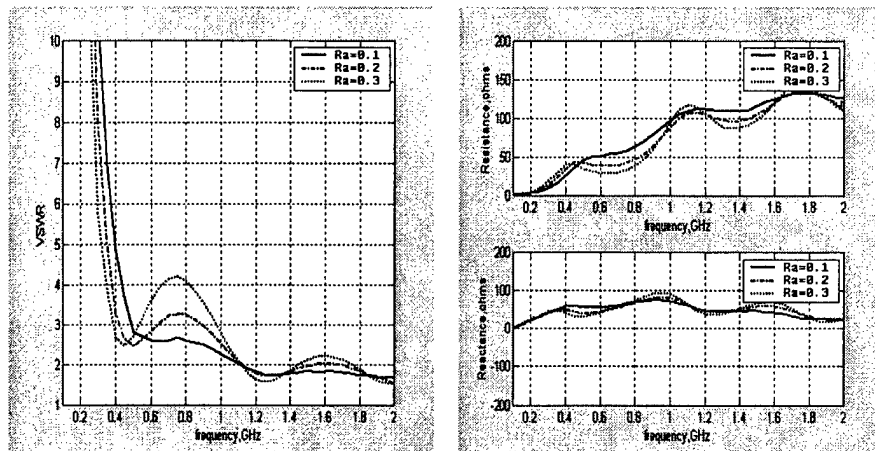 10
9
8
7
6
5
4
3
2
1
VSWR
Ra=0.1
Ra=0.2
Ra=0.3
0.2 0.4 0.6 0.8 1 1.2 1.4 1.6 1.8 2
frequency,GHz
200
150
100
50
0
Resistance,ohms
Ra=0.1
Ra=0.2
Ra=0.3
0.2 0.4 0.6 0.8 1 1.2 1.4 1.6 1.8 2
frequency,GHz
200
100
0
-100
-200
Reactance,ohms
Ra=0.1
Ra=0.2
Ra=0.3
0.2 0.4 0.6 0.8 1 1.2 1.4 1.6 1.8 2
frequency,GHz